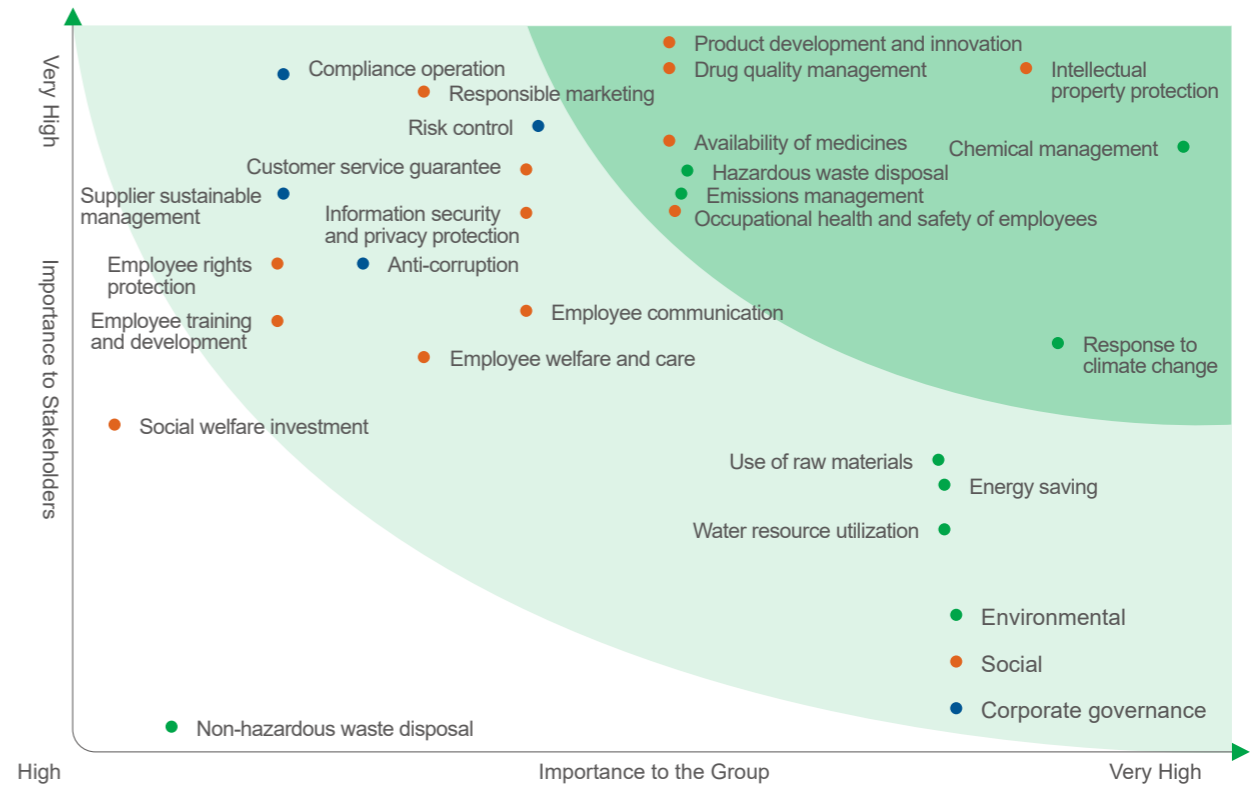 Very High
Importance to Stakeholders
Product development and innovation
Compliance operation
Drug quality management
Intellectual
property protection
Responsible marketing
Risk control
Availability of medicines
Chemical management
Customer service guarantee
Hazardous waste disposal
Supplier sustainable
management
Emissions management
Information security
and privacy protection
Occupational health and safety of employees
Employee rights
protection
Anti-corruption
Employee communication
Employee training
and development
Response to
climate change
Employee welfare and care
Social welfare investment
Use of raw materials
Energy saving
Water resource utilization
Environmental
Social
Corporate governance
Non-hazardous waste disposal
High
Importance to the Group
Very High